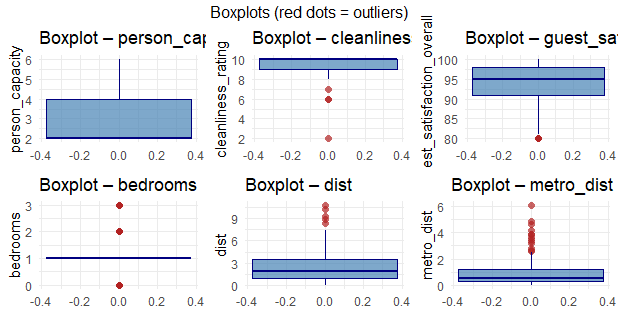 Boxplots (red dots = outliers)
Boxplot – person_cap
Boxplot – cleanlines
Boxplot – guest_sat
person_capacity
6
5
4
3
2
-0.4 -0.2 0.0 0.2 0.4
cleanliness_rating
10
8
6
4
2
-0.4 -0.2 0.0 0.2 0.4
est_satisfaction_overall
100
95
90
85
80
-0.4 -0.2 0.0 0.2 0.4
Boxplot – bedrooms
Boxplot – dist
Boxplot – metro_dist
bedrooms
3
2
1
0
-0.4 -0.2 0.0 0.2 0.4
dist
9
6
3
0
-0.4 -0.2 0.0 0.2 0.4
metro_dist
6
4
2
0
-0.4 -0.2 0.0 0.2 0.4